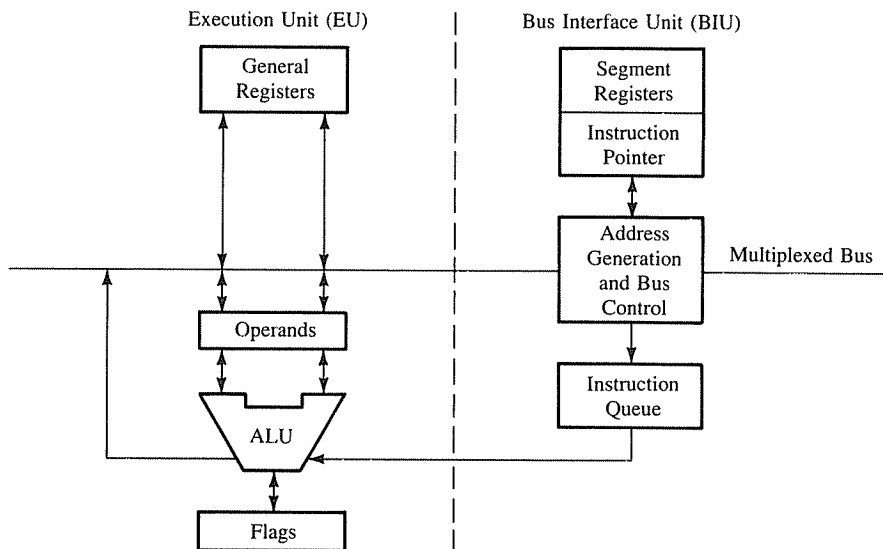 Execution Unit (EU)
Bus Interface Unit (BIU)
General
Registers
Segment
Registers
Instruction
Pointer
Address
Generation
and Bus
Control
Multiplexed Bus
Operands
Instruction
Queue
ALU
Flags